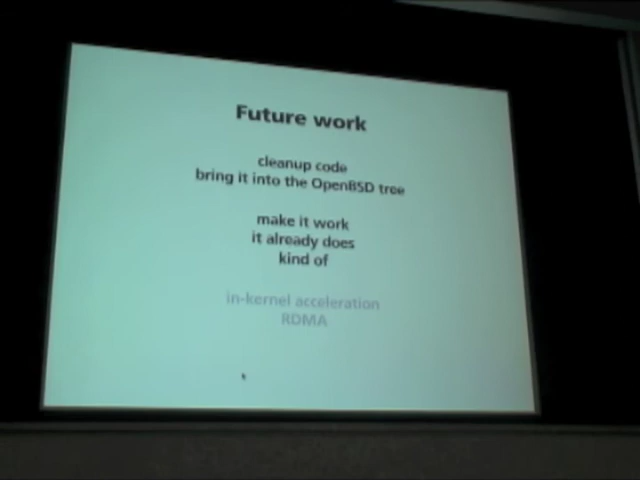 Future work
cleanup code
bring it into the OpenBSD tree
make it work
it already does
kind of
in-kernel acceleration
RDMA